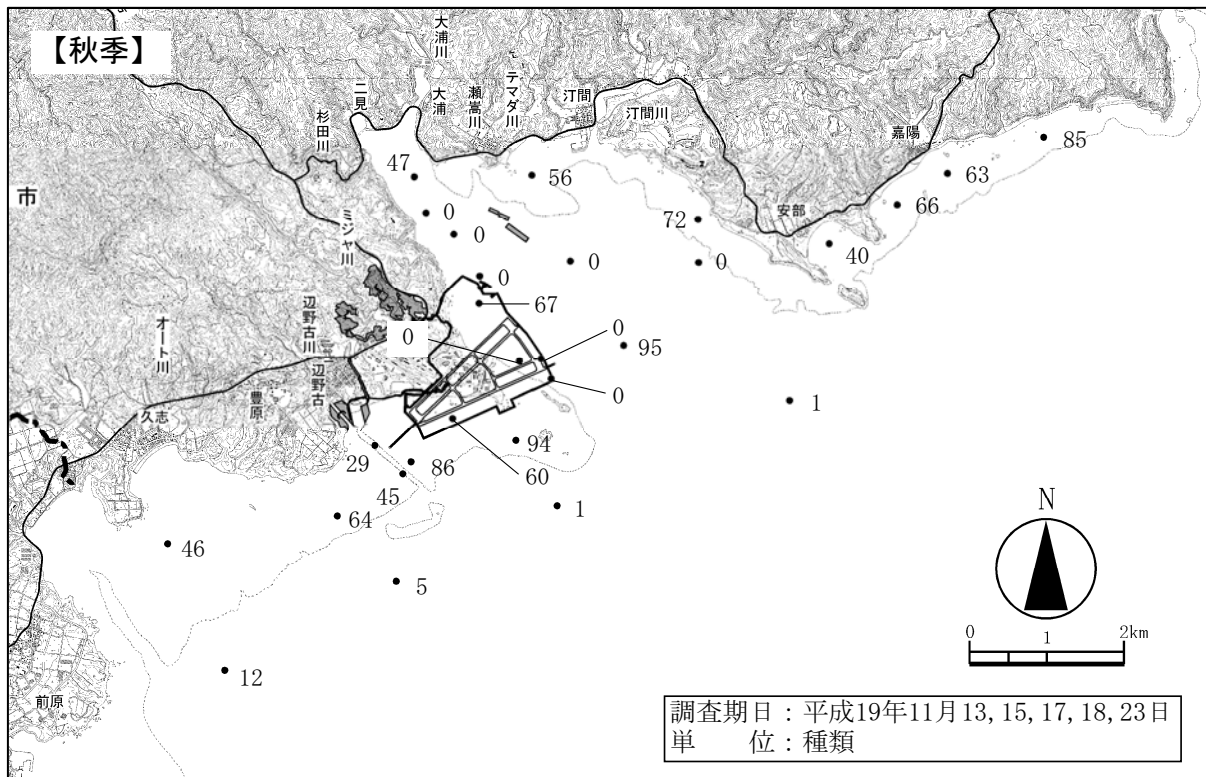 【秋季】
大浦川
テマダ川
瀬嵩川
大浦
二見
杉田川
汀間
汀間川
嘉陽
85
63
47
56
市
66
72
安部
ミジャ川
0
0
40
0
0
0
67
辺野古川
0
0
オート川
95
辺野古
0
豊原
1
久志
94
29
86
60
45
1
64
46
N
5
0
1
2km
12
前原
調査期日：平成19年11月13,15,17,18,23日
単　　位：種類